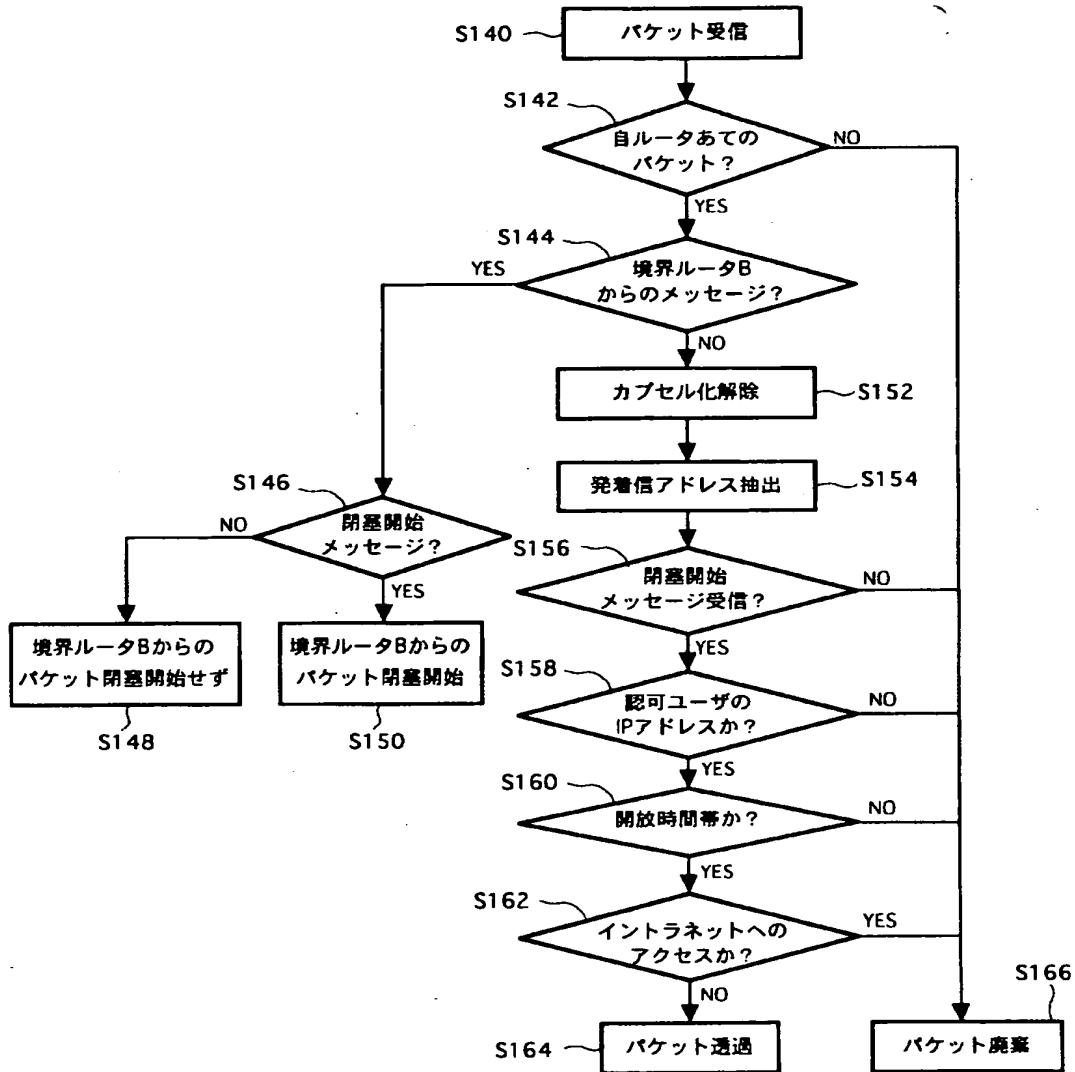 S140
パケット受信
S142
自ルータあての
パケット？
NO
YES
S144
YES
境界ルータB
からのメッセージ？
NO
カプセル化解除
S152
発着信アドレス抽出
S154
S146
NO
閉塞開始
メッセージ？
YES
S156
閉塞開始
メッセージ受信？
NO
YES
境界ルータBからの
パケット閉塞開始せず
S148
境界ルータBからの
パケット閉塞開始
S150
S158
認可ユーザの
IPアドレスか？
NO
YES
S160
開放時間帯か？
NO
YES
S162
イントラネットへの
アクセスか？
YES
NO
S164
パケット透過
S166
パケット廃棄